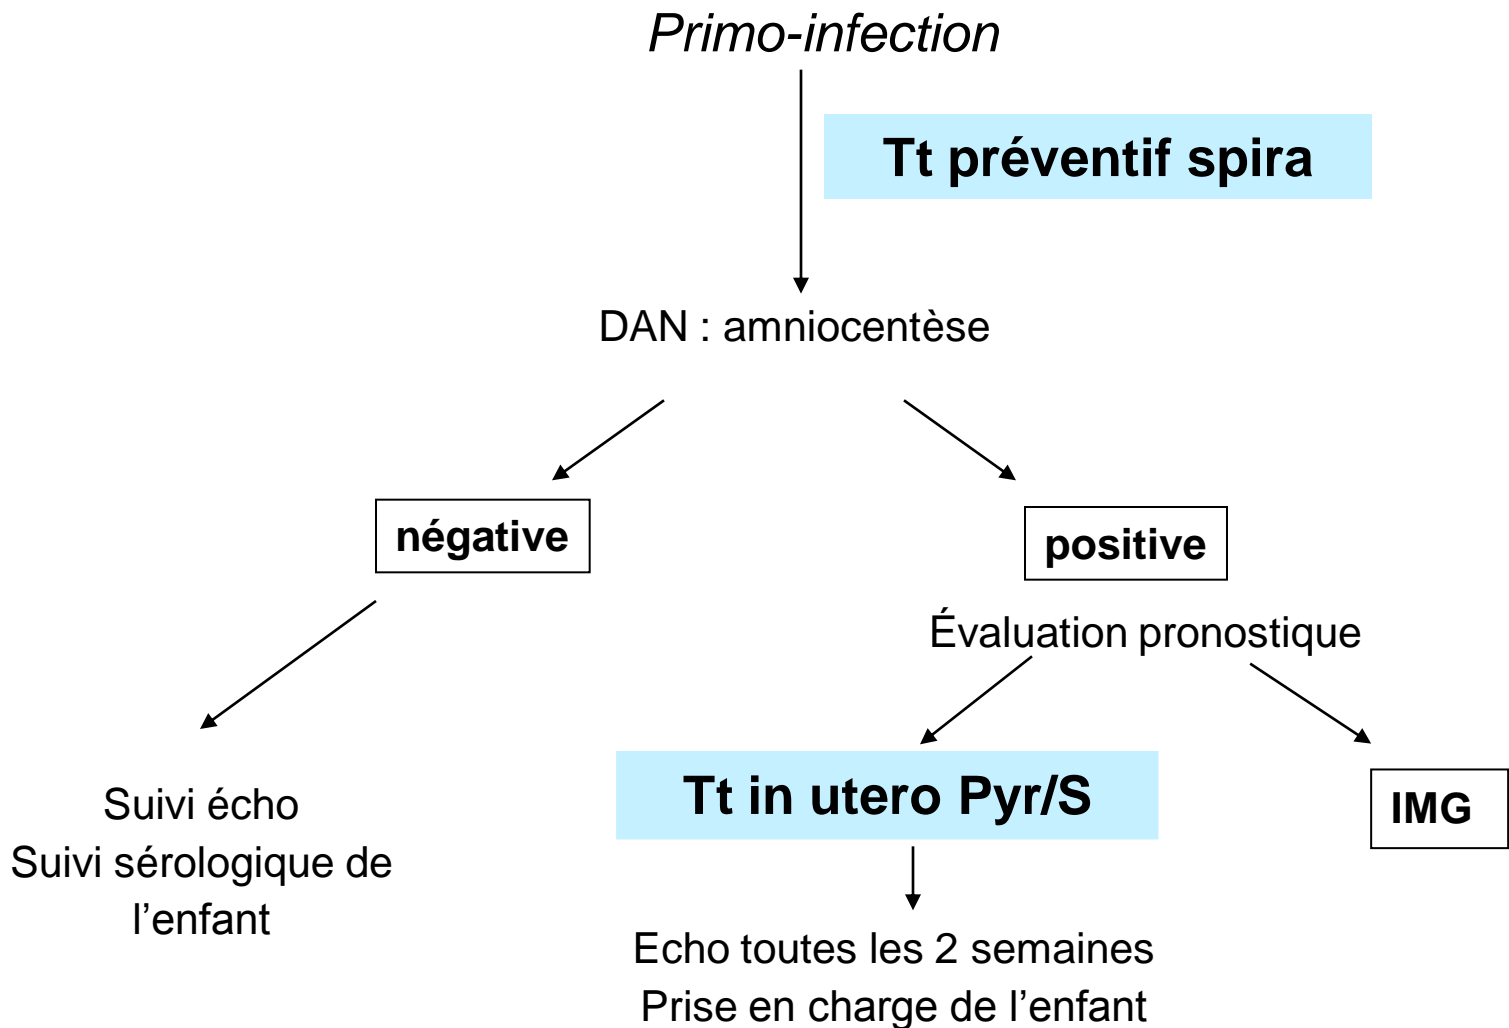 Primo-infection
Tt préventif spira
DAN : amniocentèse
négative
positive
Évaluation pronostique
Suivi écho
Suivi sérologique de
l’enfant
Tt in utero Pyr/S
IMG
Echo toutes les 2 semaines
Prise en charge de l’enfant